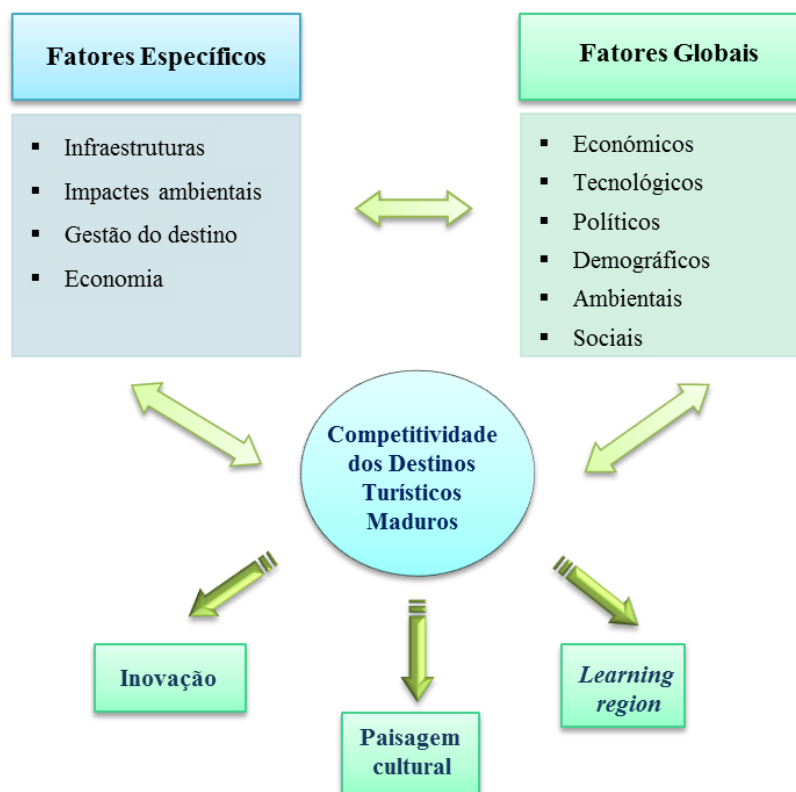 Fatores Específicos
▪ Infraestruturas
▪ Impactes ambientais
▪ Gestão do destino
▪ Economia
Fatores Globais
▪ Económicos
▪ Tecnológicos
▪ Políticos
▪ Demográficos
▪ Ambientais
▪ Sociais
Competitividade
dos Destinos
Turísticos
Maduros
Inovação
Paisagem
cultural
Learning
region